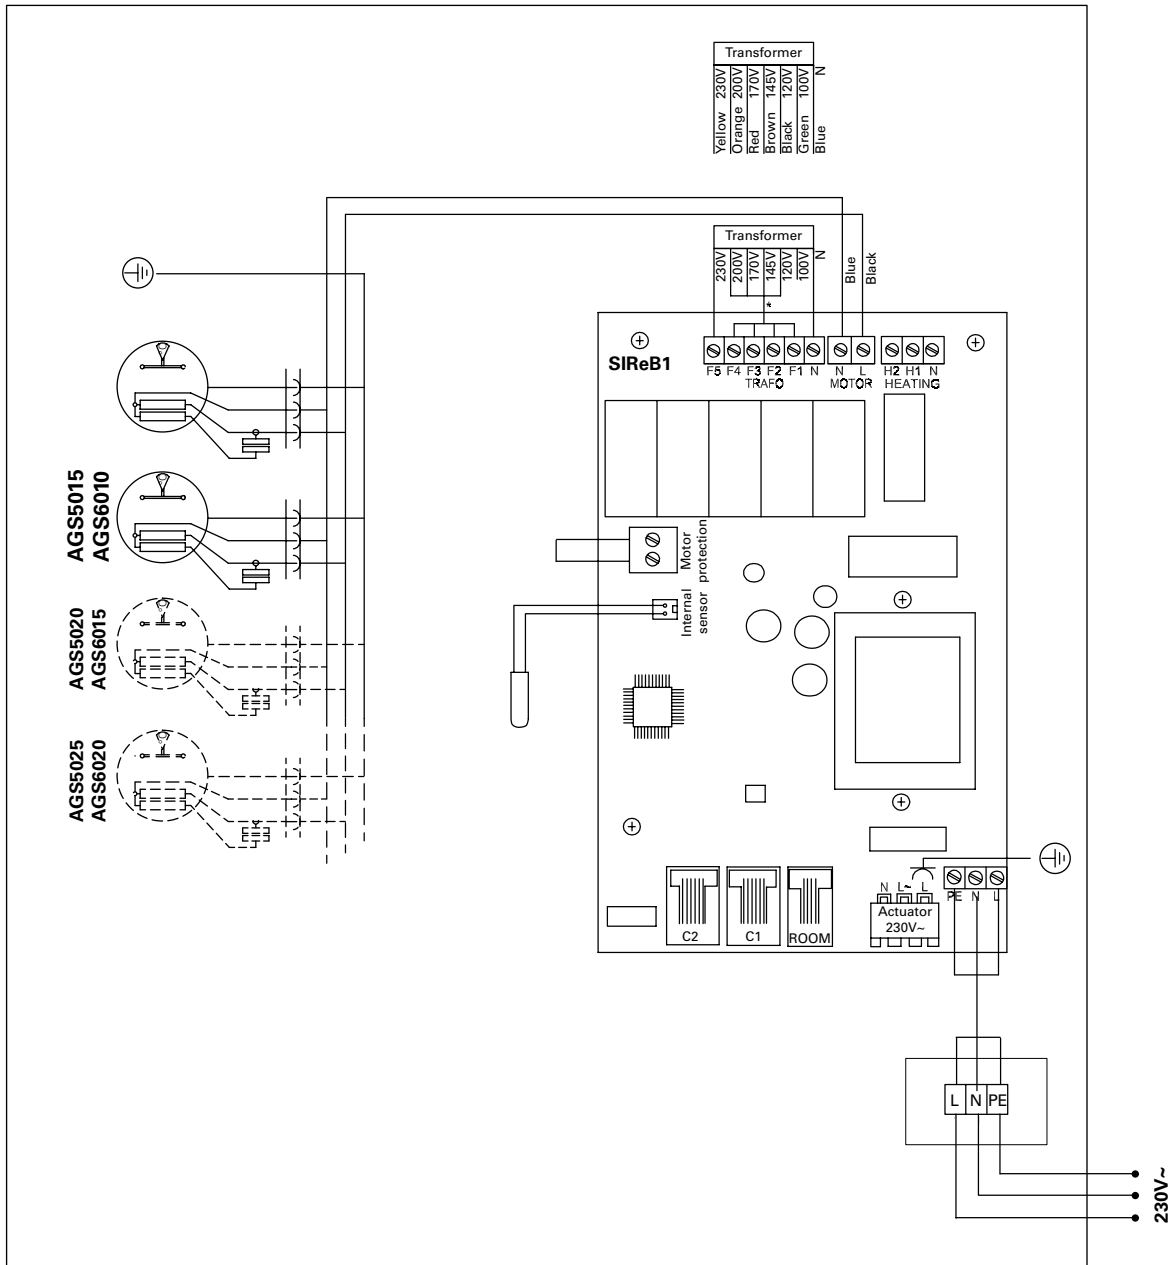 Transformer
Yellow 230V
Orange 200V
Red 170V
Brown 145V
Black 120V
Green 100V
Blue N
Transformer
230V
200V
170V
145V
120V
100V
N
*
Blue
Black
SIReB1
F5 F4 F3 F2 F1 N
TRAFO
N L
MOTOR
H2 H1 N
HEATING
AGS5015
AGS6010
Motor
protection
Internal
sensor
AGS5020
AGS6015
AGS5025
AGS6020
C2
C1
ROOM
N L~ L
Actuator
230V~
PE N L
L N PE
230V~